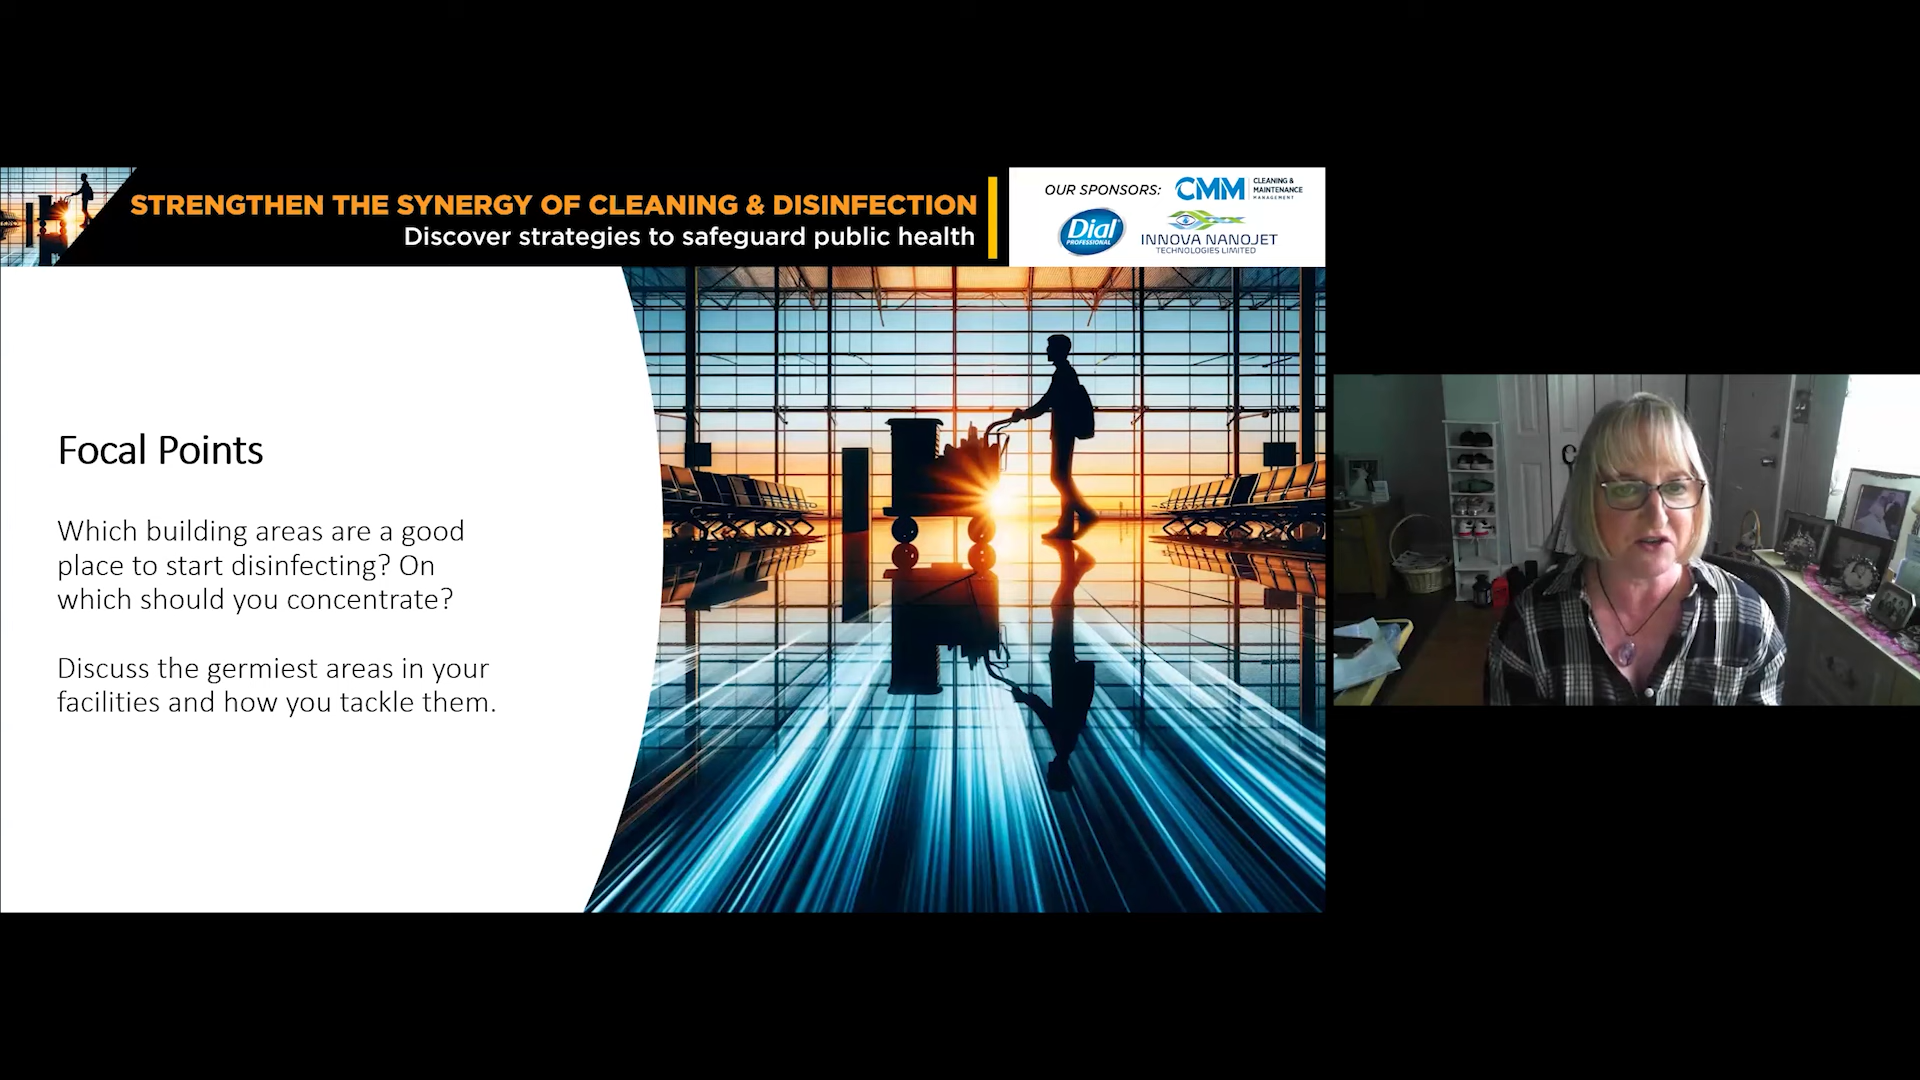 STRENGTHEN THE SYNERGY OF CLEANING & DISINFECTION
Discover strategies to safeguard public health
OUR SPONSORS:
CMM
CLEANING &
MAINTENANCE
MANAGEMENT
Dial
PROFESSIONAL
INNOVA NANOJET
TECHNOLOGIES LIMITED
Focal Points
Which building areas are a good
place to start disinfecting? On
which should you concentrate?
Discuss the germiest areas in your
facilities and how you tackle them.